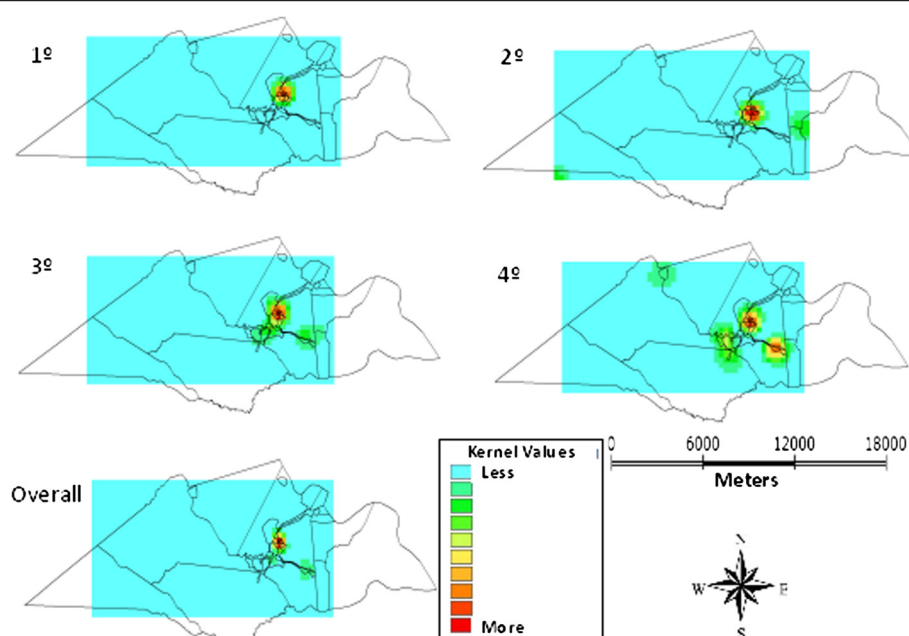 1º
2º
3º
4º
Overall
Kernel Values
Less
More
0 6000 12000 18000
Meters
N
W E
S